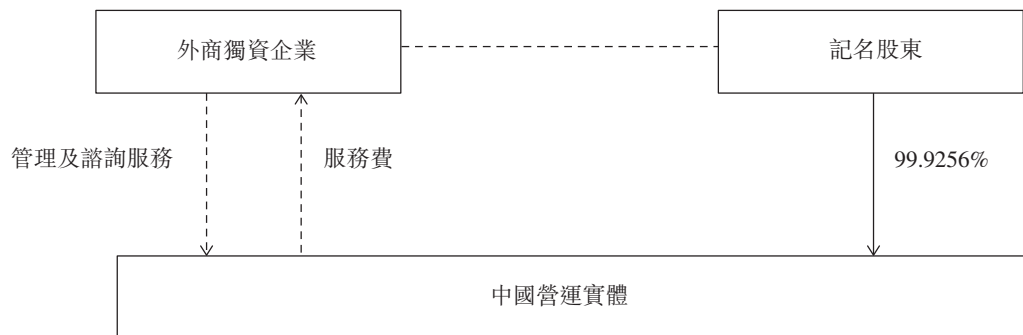 外商獨資企業
記名股東
管理及諮詢服務
服務費
99.9256%
中國營運實體